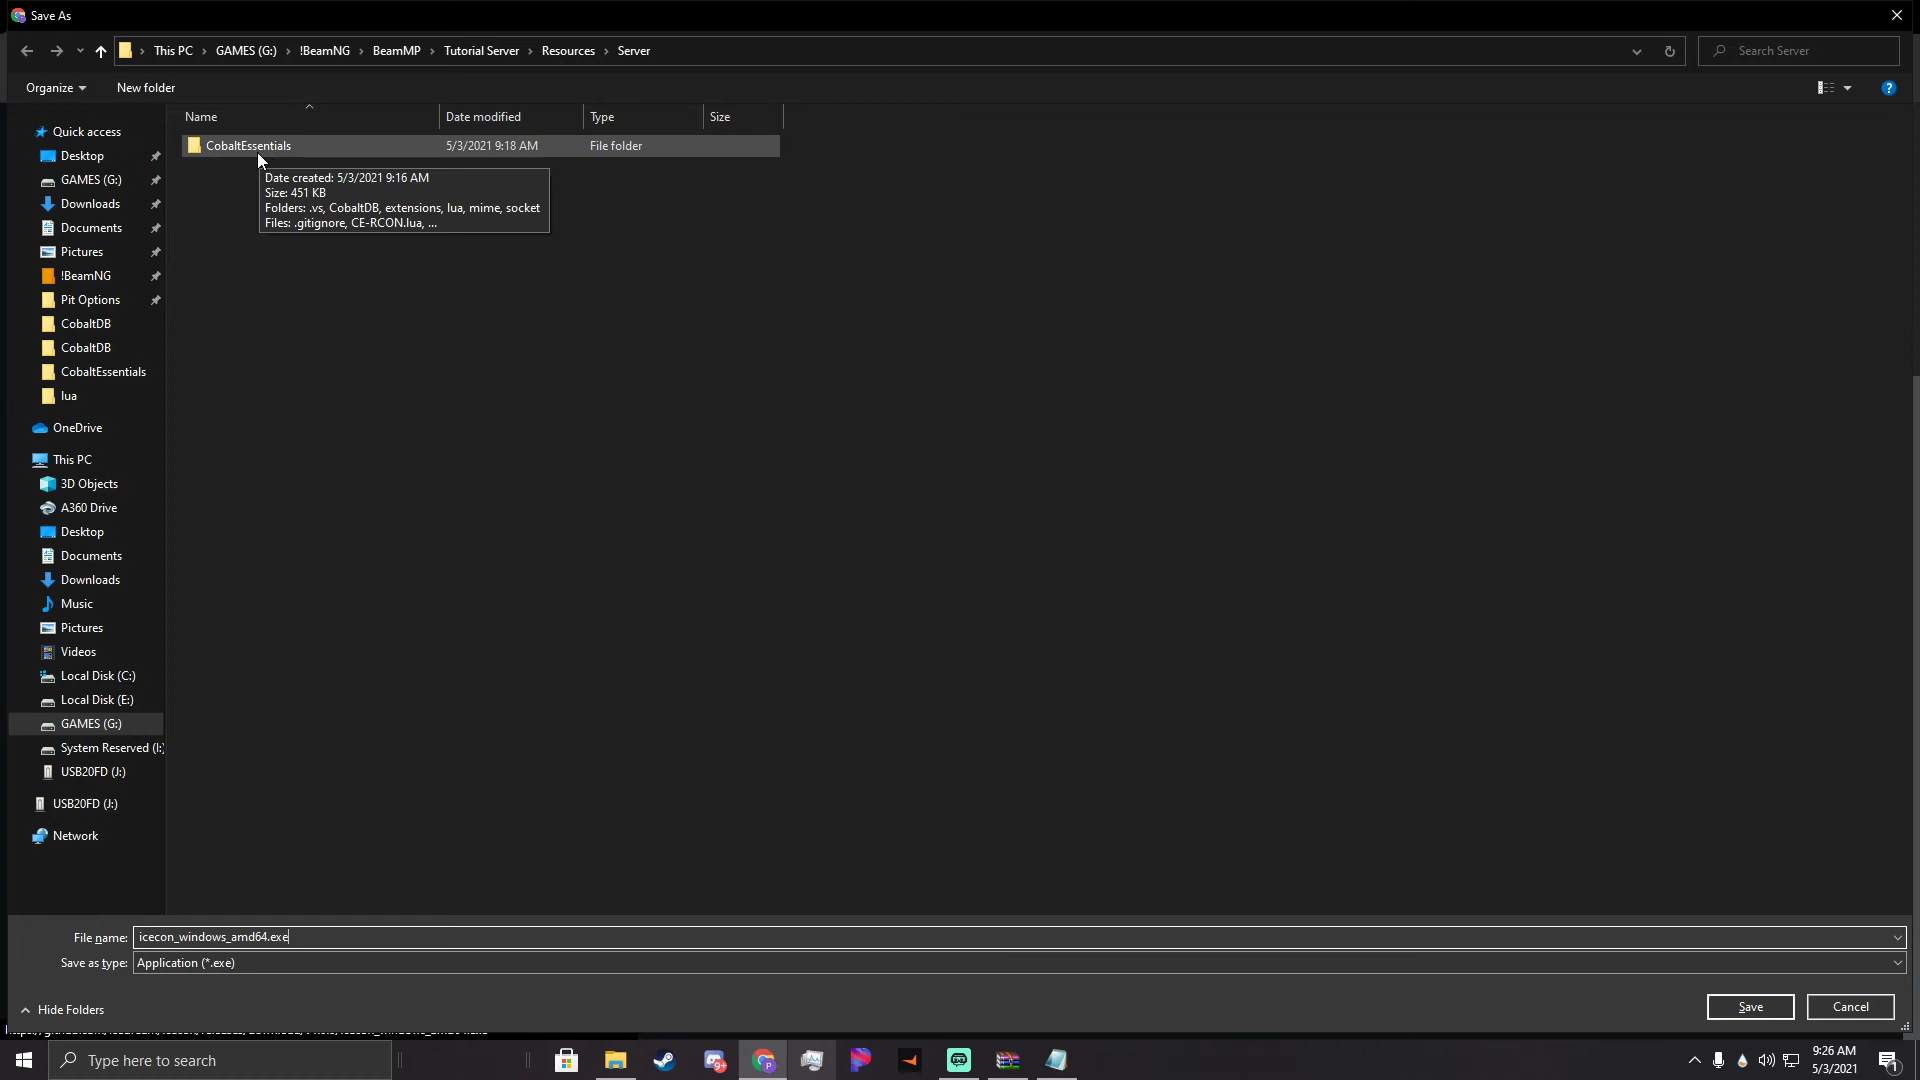 Save As
This PC > GAMES (G:) > !BeamNG > BeamMP > Tutorial Server > Resources > Server
Search Server
Organize
New folder
Name
Date modified
Type
Size
CobaltEssentials
5/3/2021 9:18 AM
File folder
Date created: 5/3/2021 9:16 AM
Size: 451 KB
Folders: .vs, CobaltDB, extensions, lua, mime, socket
Files: .gitignore, CE-RCON.lua, ...
Quick access
Desktop
GAMES (G:)
Downloads
Documents
Pictures
!BeamNG
Pit Options
CobaltDB
CobaltDB
CobaltEssentials
lua
OneDrive
This PC
3D Objects
A360 Drive
Desktop
Documents
Downloads
Music
Pictures
Videos
Local Disk (C:)
Local Disk (E:)
GAMES (G:)
System Reserved (I:)
USB20FD (J:)
USB20FD (J:)
Network
File name: icecon_windows_amd64.exe
Save as type: Application (*.exe)
Hide Folders
Save
Cancel
Type here to search
9+
9:26 AM
5/3/2021
1